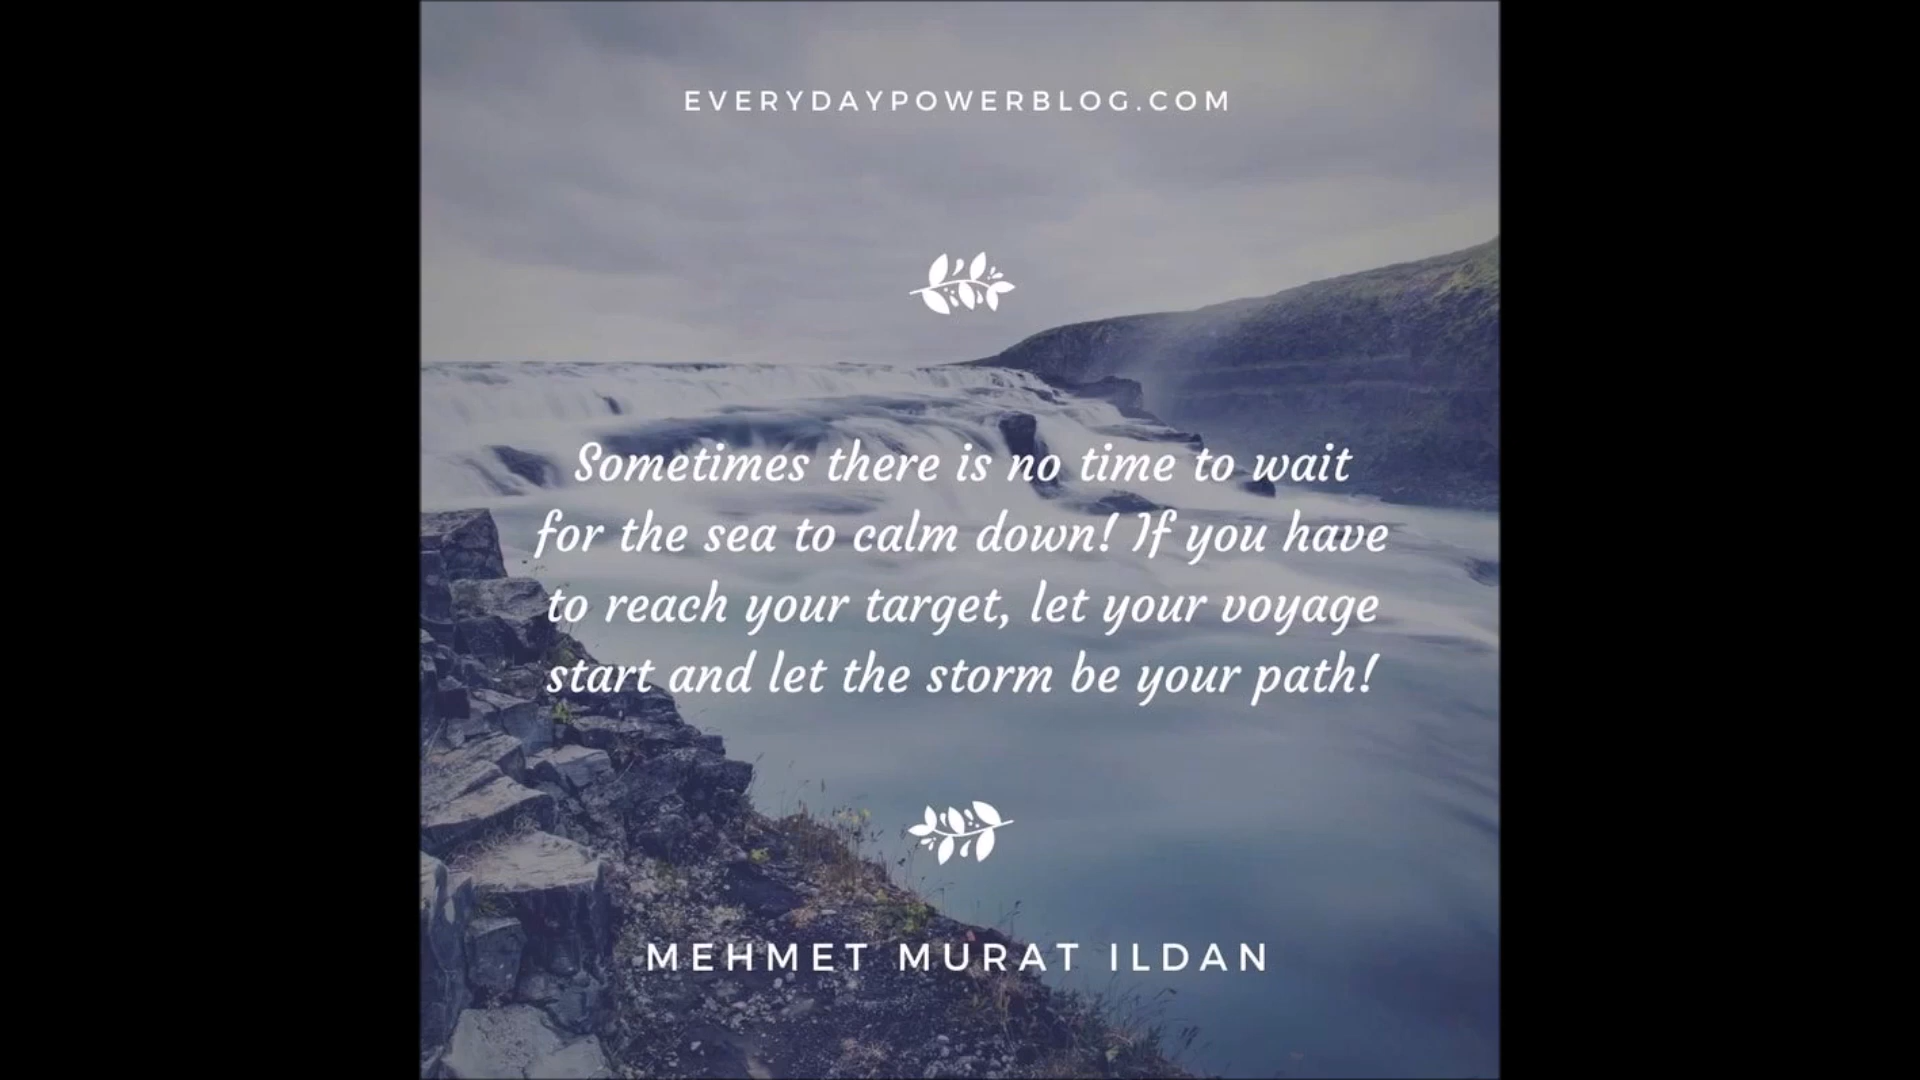 EVERYDAYPOWERBLOG.COM
Sometimes there is no time to wait
for the sea to calm down! If you have
to reach your target, let your voyage
start and let the storm be your path!
MEHMET MURAT ILDAN